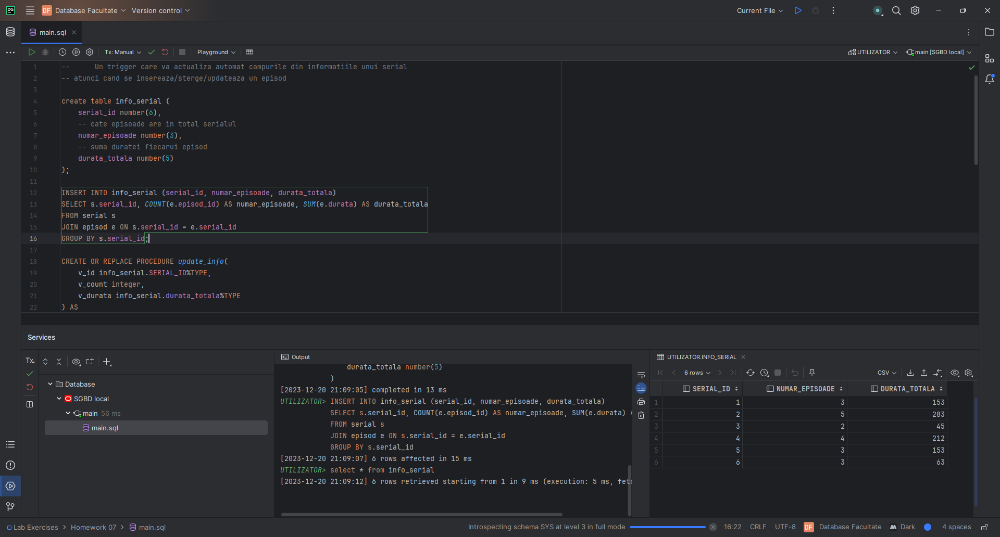 DG DF Database Facultate Version control Current File
main.sql
Tx: Manual Playground UTILIZATOR main [SGBD local]
1 -- Un trigger care va actualiza automat campurile din informatiile unui serial
2 -- atunci cand se insereaza/sterge/updateaza un episod
3
4 create table info_serial (
5 serial_id number(6),
6 -- cate episoade are in total serialul
7 numar_episoade number(3),
8 -- suma duratei fiecarui episod
9 durata_totala number(5)
10 );
11
12 INSERT INTO info_serial (serial_id, numar_episoade, durata_totala)
13 SELECT s.serial_id, COUNT(e.episod_id) AS numar_episoade, SUM(e.durata) AS durata_totala
14 FROM serial s
15 JOIN episod e ON s.serial_id = e.serial_id
16 GROUP BY s.serial_id;
17
18 CREATE OR REPLACE PROCEDURE update_info(
19 v_id info_serial.SERIAL_ID%TYPE,
20 v_count integer,
21 v_durata info_serial.durata_totala%TYPE
22 ) AS
Services
Tx
Database
SGBD local
main 56 ms
main.sql
Output
durata_totala number(5)
)
[2023-12-20 21:09:05] completed in 13 ms
UTILIZATOR> INSERT INTO info_serial (serial_id, numar_episoade, durata_totala)
SELECT s.serial_id, COUNT(e.episod_id) AS numar_episoade, SUM(e.durata) A
FROM serial s
JOIN episod e ON s.serial_id = e.serial_id
GROUP BY s.serial_id
[2023-12-20 21:09:07] 6 rows affected in 15 ms
UTILIZATOR> select * from info_serial
[2023-12-20 21:09:12] 6 rows retrieved starting from 1 in 9 ms (execution: 5 ms, fetc
UTILIZATOR.INFO_SERIAL
6 rows CSV
SERIAL_ID NUMAR_EPISOADE DURATA_TOTALA
1 1 3 153
2 2 5 283
3 3 2 45
4 4 4 212
5 5 3 153
6 6 3 63
Lab Exercises > Homework 07 > main.sql Introspecting schema SYS at level 3 in full mode 16:22 CRLF UTF-8 DF Database Facultate Dark 4 spaces